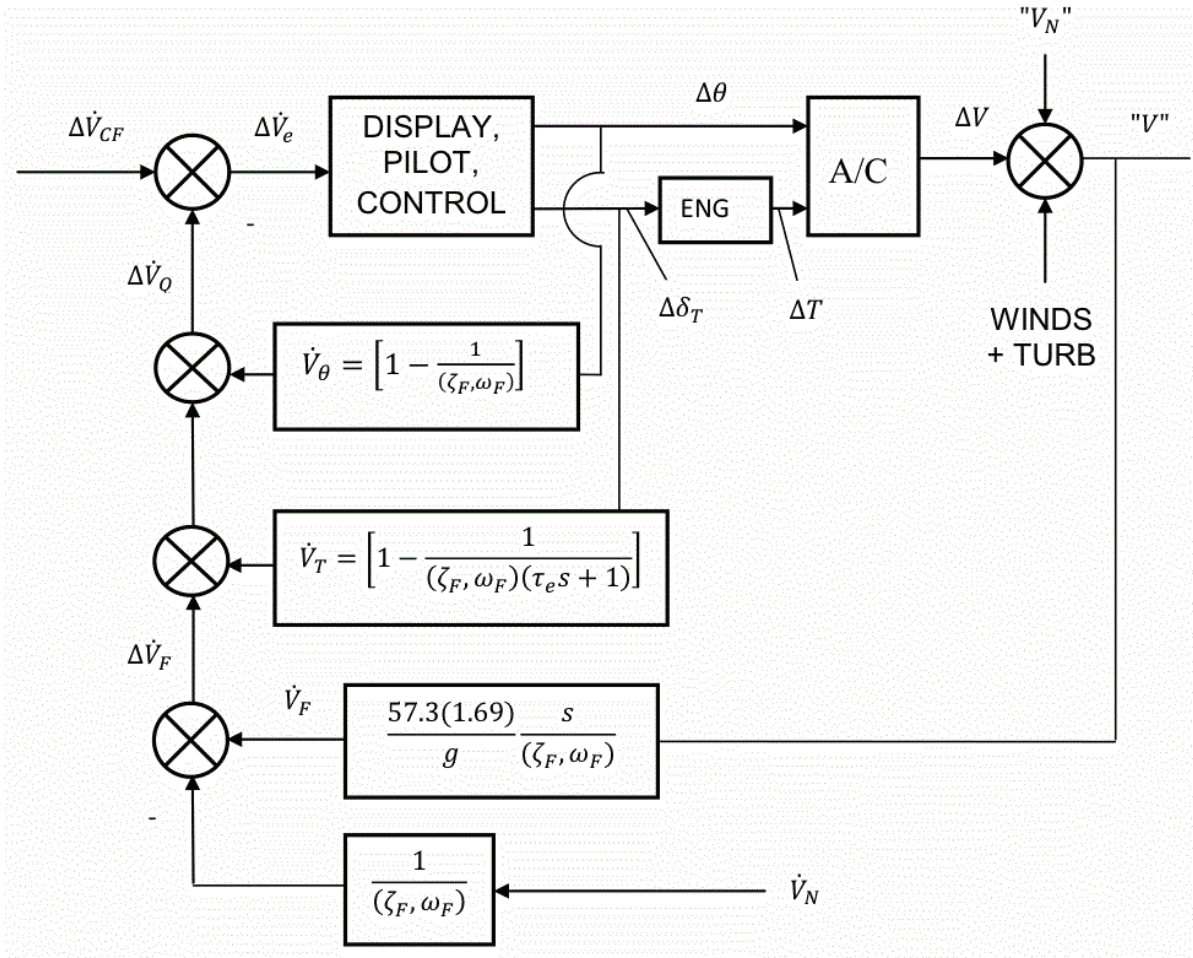 "V_N"
Δθ
ΔV̇_CF
ΔV̇_e
DISPLAY,
PILOT,
CONTROL
ΔV
"V"
A/C
ENG
-
ΔV̇_Q
Δδ_T
ΔT
WINDS
+ TURB
V̇_θ = [1 − 1/(ζ_F,ω_F)]
V̇_T = [1 − 1/((ζ_F, ω_F)(τ_e s + 1))]
ΔV̇_F
V̇_F
57.3(1.69)/g s/(ζ_F, ω_F)
-
1/(ζ_F, ω_F)
V̇_N